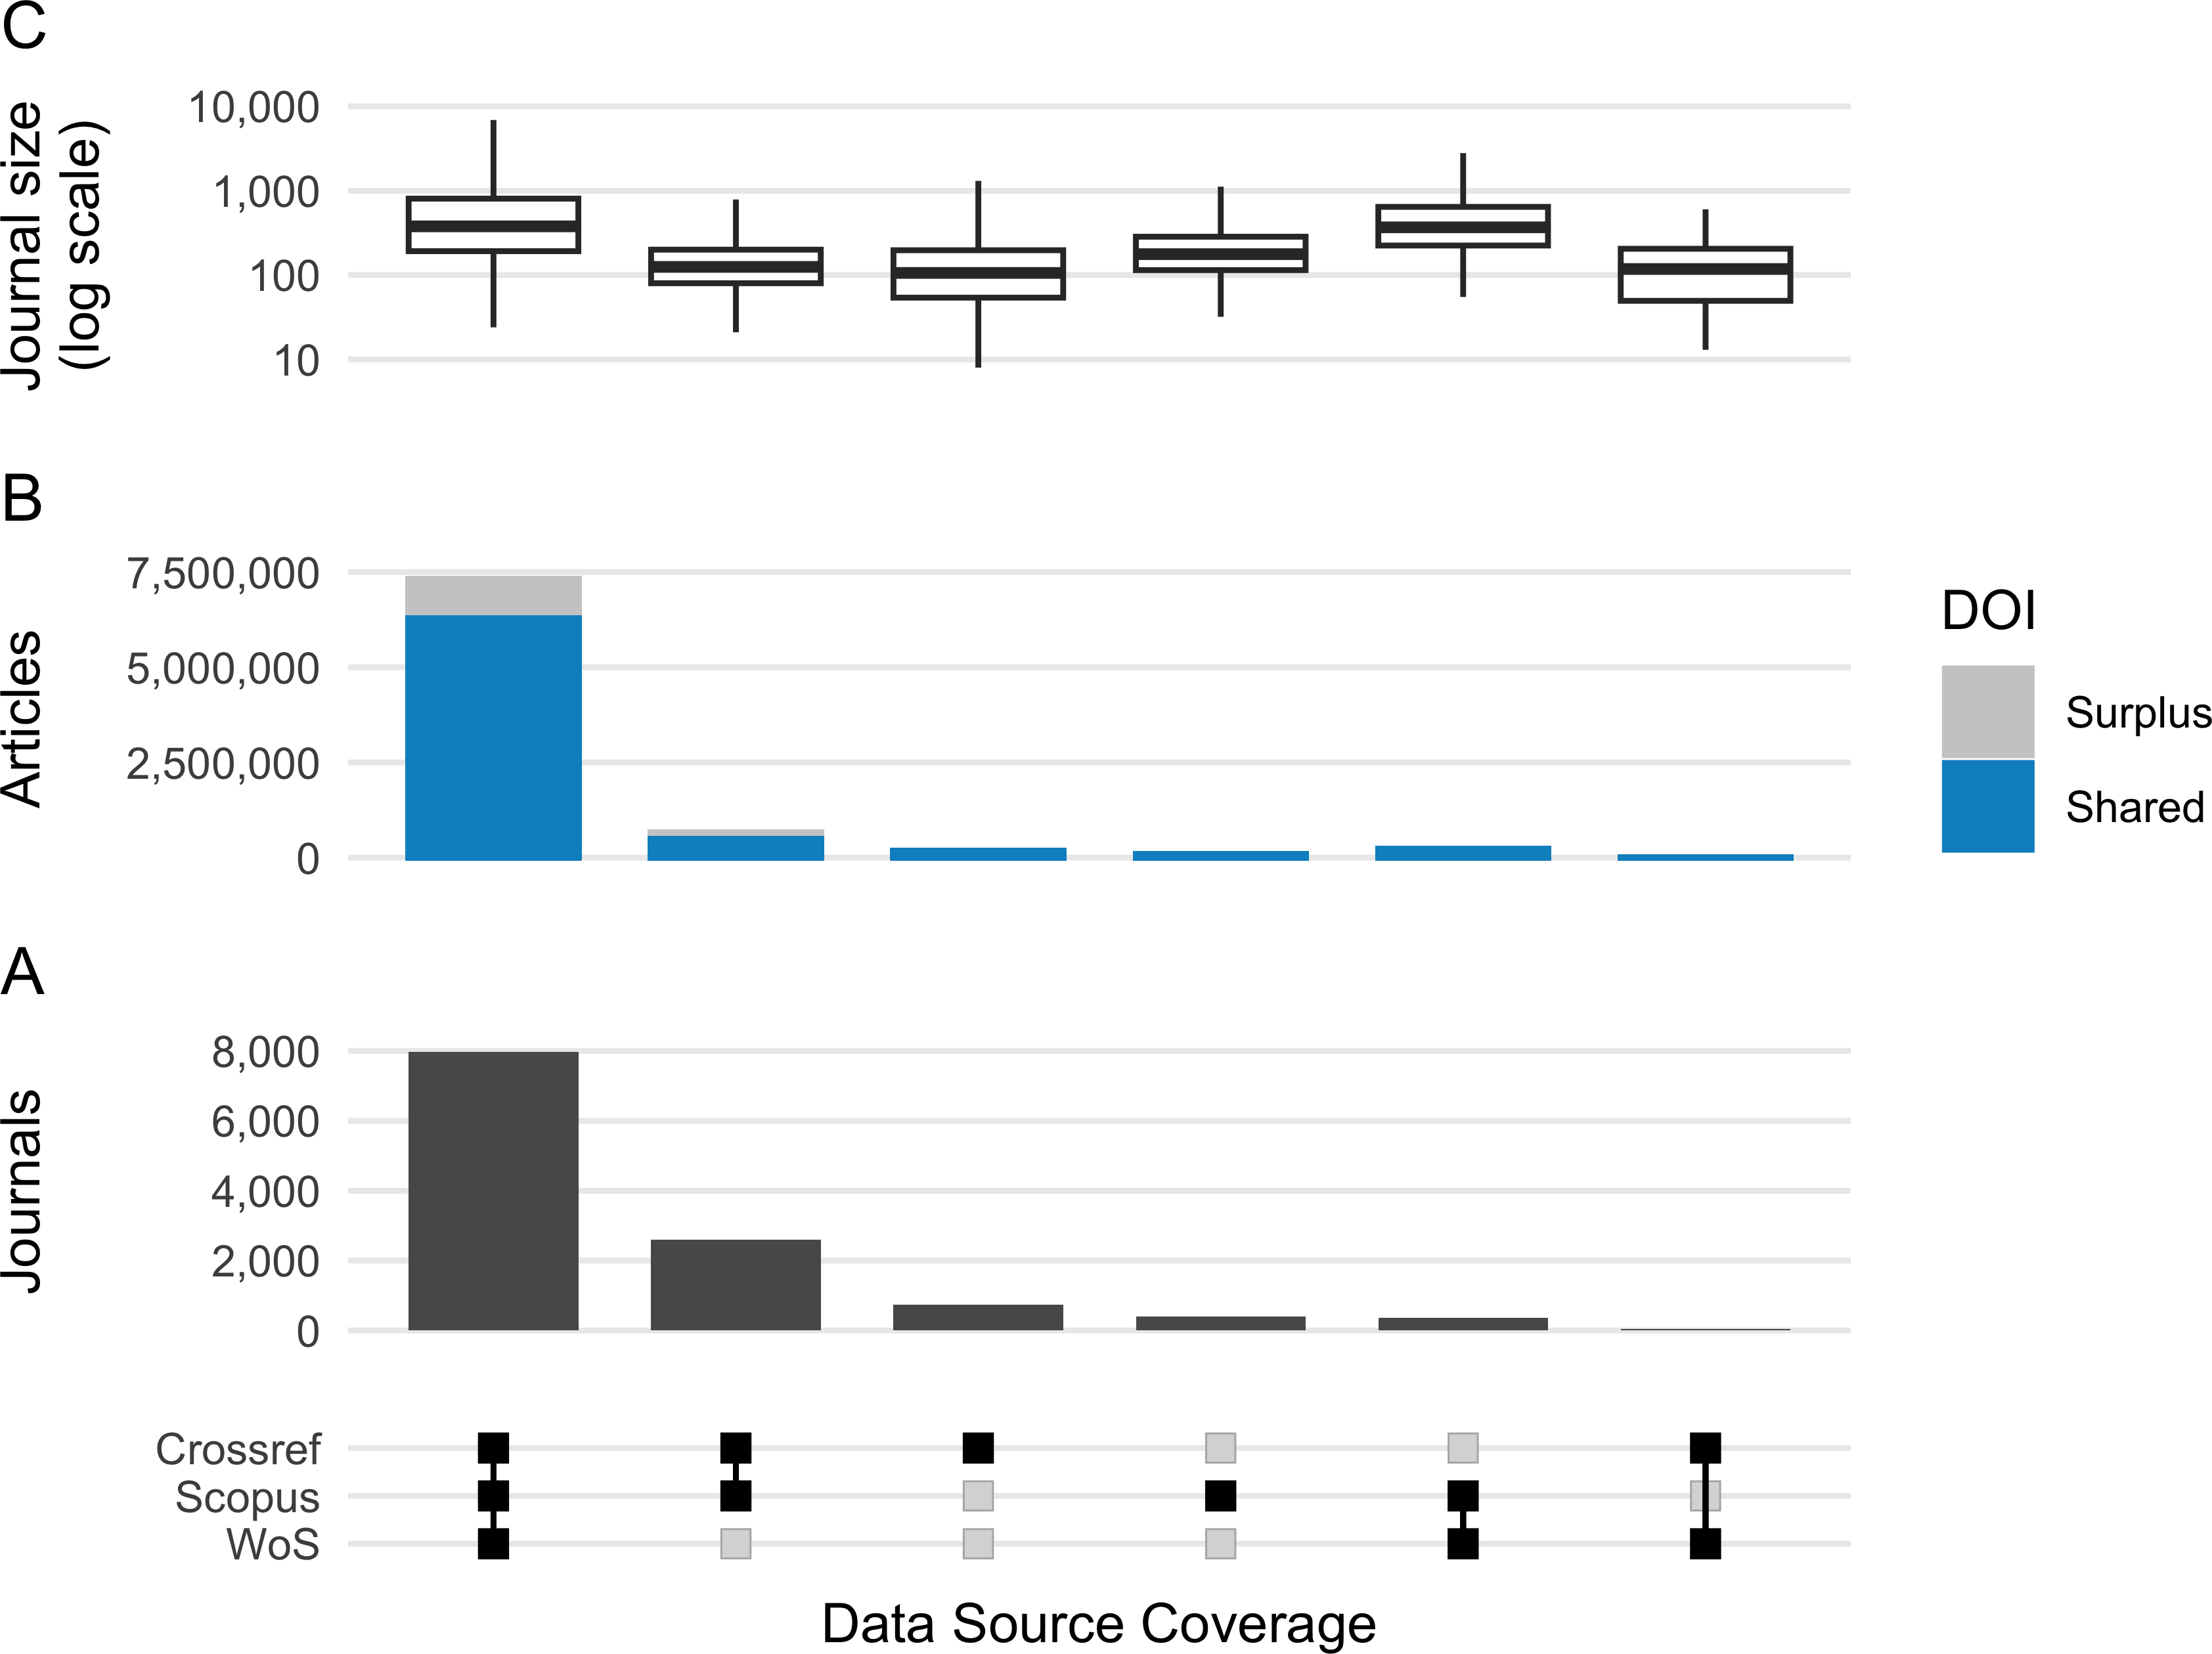 C
Journal size
(log scale)
10,000
1,000
100
10
B
Articles
7,500,000
5,000,000
2,500,000
0
DOI
Surplus
Shared
A
Journals
8,000
6,000
4,000
2,000
0
Crossref
Scopus
WoS
Data Source Coverage